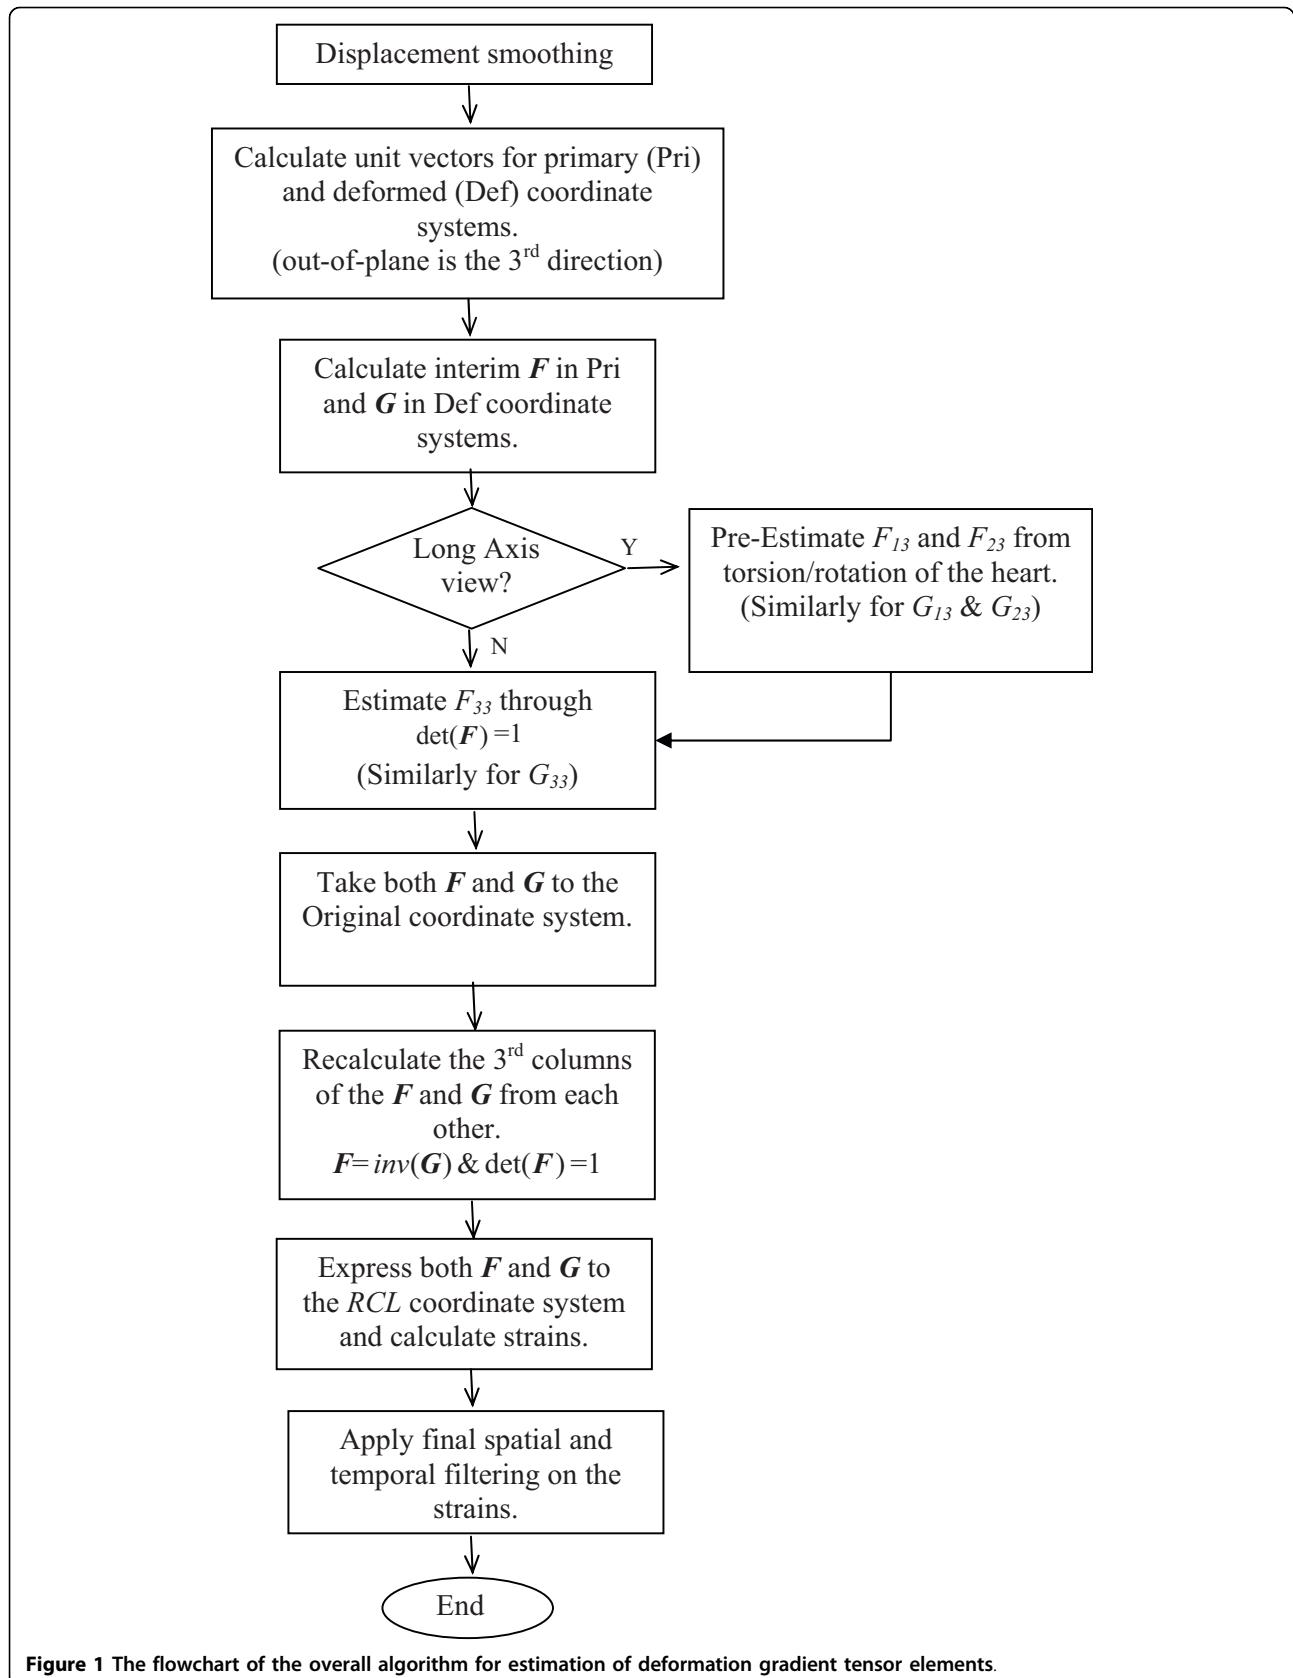 Displacement smoothing
Calculate unit vectors for primary (Pri)
and deformed (Def) coordinate
systems.
(out-of-plane is the 3rd direction)
Calculate interim F in Pri
and G in Def coordinate
systems.
Long Axis
view?
Y
Pre-Estimate F13 and F23 from
torsion/rotation of the heart.
(Similarly for G13 & G23)
N
Estimate F33 through
det(F) =1
(Similarly for G33)
Take both F and G to the
Original coordinate system.
Recalculate the 3rd columns
of the F and G from each
other.
F= inv(G) & det(F) =1
Express both F and G to
the RCL coordinate system
and calculate strains.
Apply final spatial and
temporal filtering on the
strains.
End
Figure 1 The flowchart of the overall algorithm for estimation of deformation gradient tensor elements.